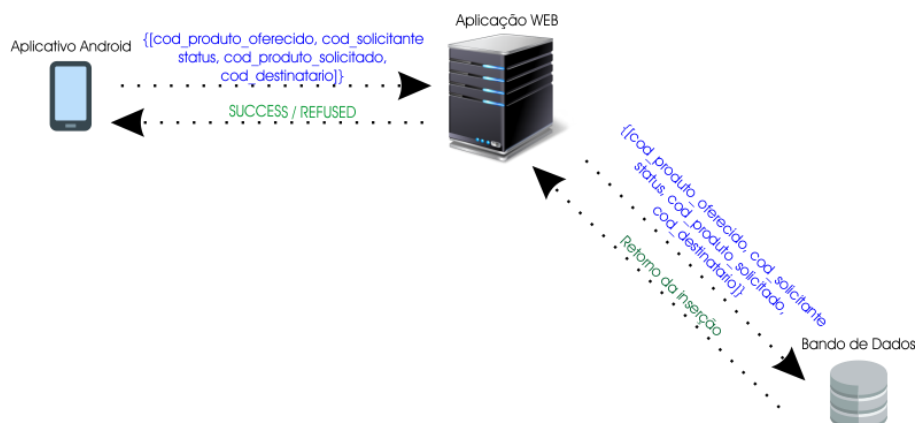 Aplicação WEB
Aplicativo Android
{[cod_produto_oferecido, cod_solicitante
status, cod_produto_solicitado,
cod_destinatario]}
SUCCESS / REFUSED
{[cod_produto_oferecido, cod_solicitante
status, cod_produto_solicitado,
cod_destinatario]}
Retorno da inserção
Bando de Dados